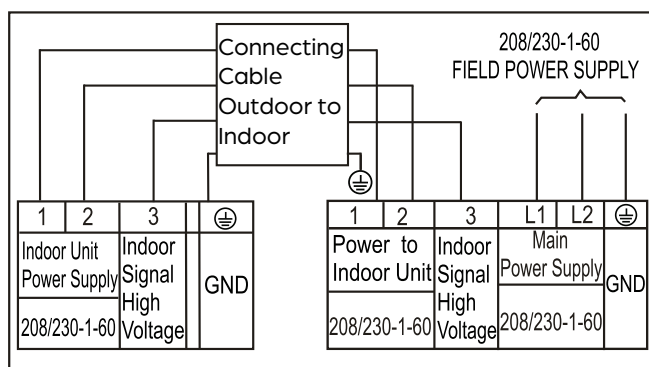 Connecting
Cable
Outdoor to
Indoor
208/230-1-60
FIELD POWER SUPPLY
1 2 3
Indoor Unit
Power Supply
208/230-1-60
Indoor
Signal
High
Voltage
GND
1 2 3 L1 L2
Power to
Indoor Unit
208/230-1-60
Indoor
Signal
High
Voltage
Main
Power Supply
208/230-1-60
GND